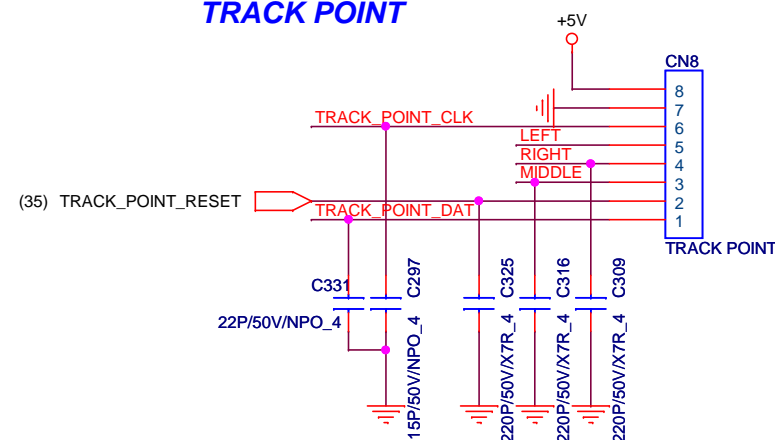 TRACK POINT
+5V
CN8
8
7
TRACK_POINT_CLK
6
LEFT
5
RIGHT
4
MIDDLE
3
(35) TRACK_POINT_RESET
2
TRACK_POINT_DAT
1
TRACK POINT
C331
C297
C325
C316
C309
22P/50V/NPO_4
15P/50V/NPO_4
220P/50V/X7R_4
220P/50V/X7R_4
220P/50V/X7R_4